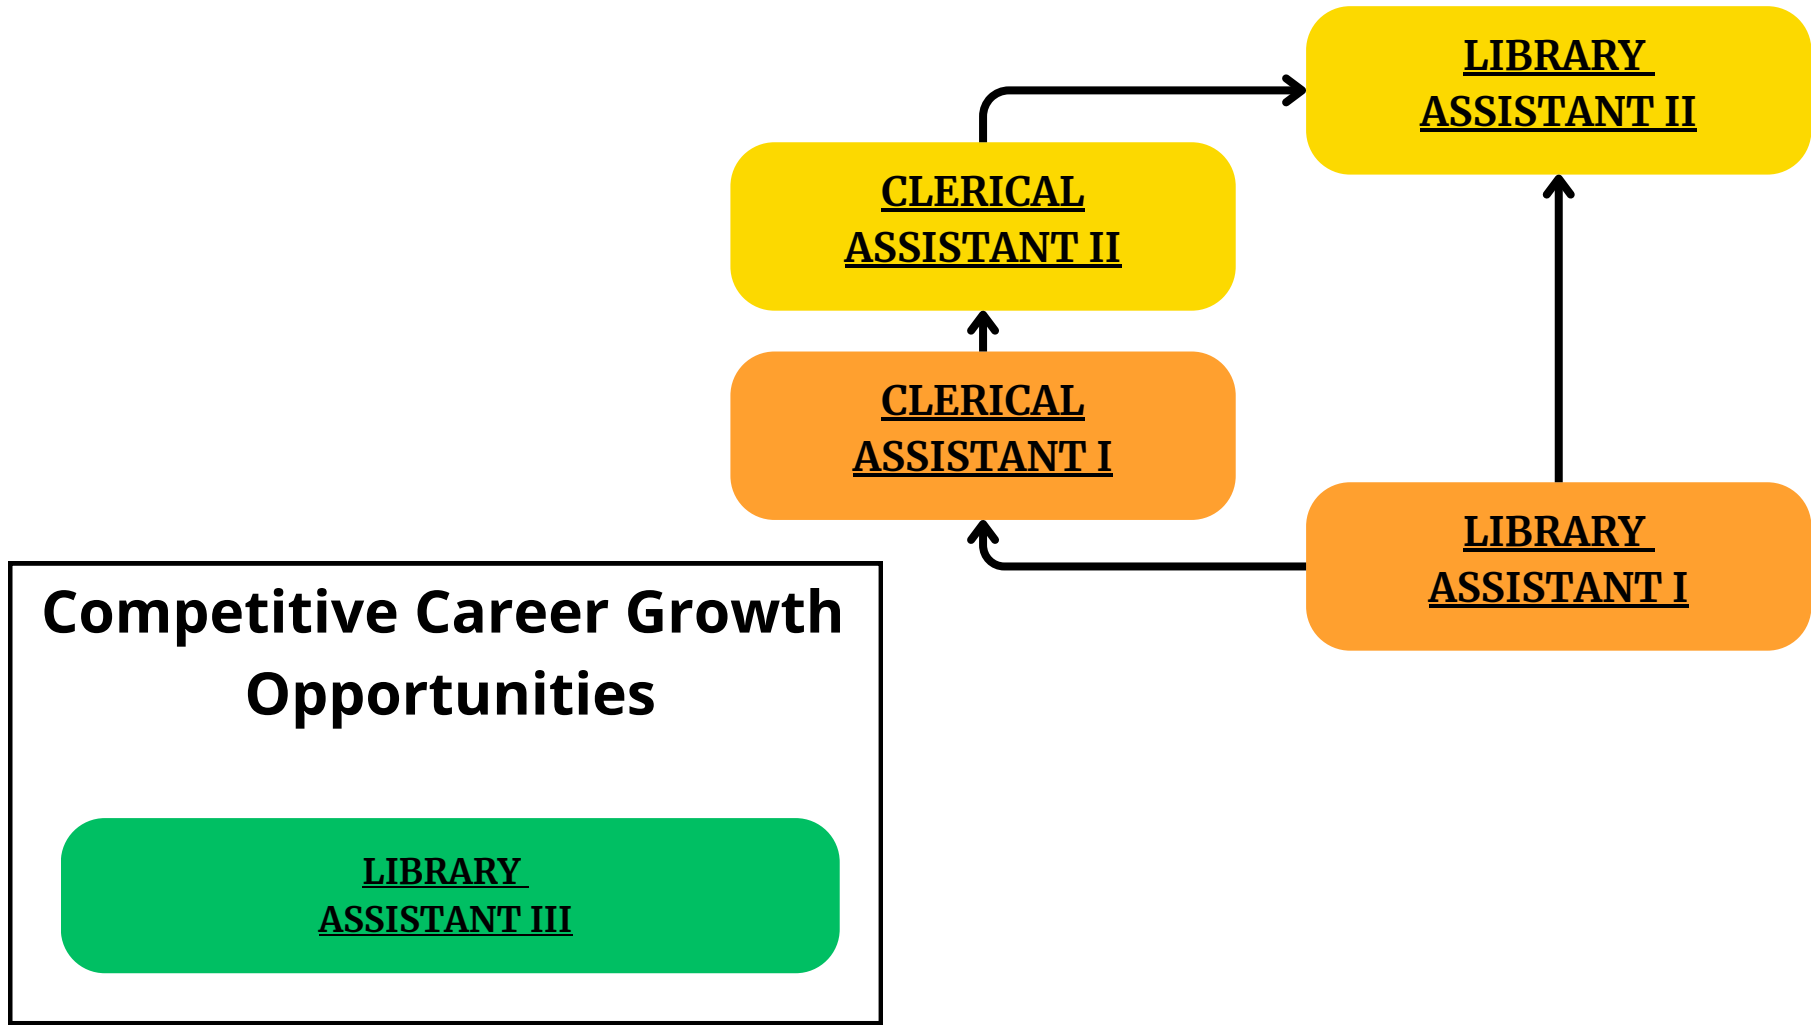 LIBRARY
ASSISTANT II
CLERICAL
ASSISTANT II
CLERICAL
ASSISTANT I
LIBRARY
ASSISTANT I
Competitive Career Growth
Opportunities
LIBRARY
ASSISTANT III